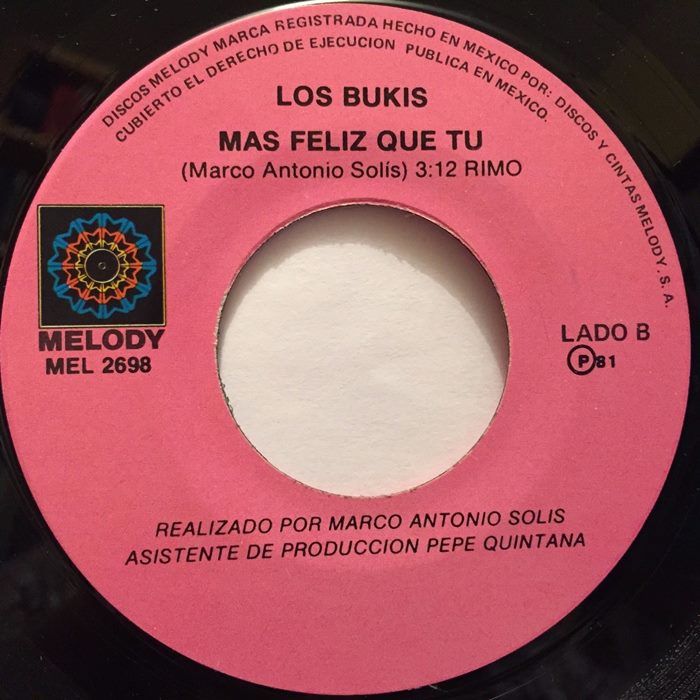 DISCOS MELODY MARCA REGISTRADA HECHO EN MEXICO POR: DISCOS Y CINTAS MELODY. S. A.
CUBIERTO EL DERECHO DE EJECUCION PUBLICA EN MEXICO.
LOS BUKIS
MAS FELIZ QUE TU
(Marco Antonio Solís) 3:12 RIMO
MELODY
MEL 2698
LADO B
Ⓟ81
REALIZADO POR MARCO ANTONIO SOLIS
ASISTENTE DE PRODUCCION PEPE QUINTANA